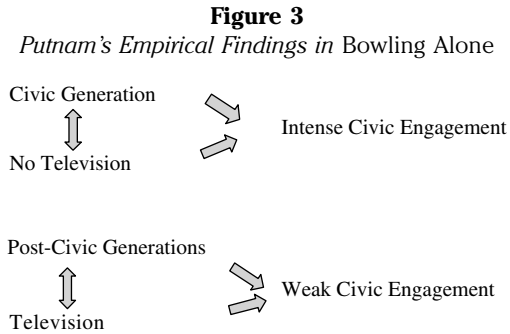 Figure 3
Putnam's Empirical Findings in Bowling Alone
Civic Generation
Intense Civic Engagement
No Television
Post-Civic Generations
Weak Civic Engagement
Television